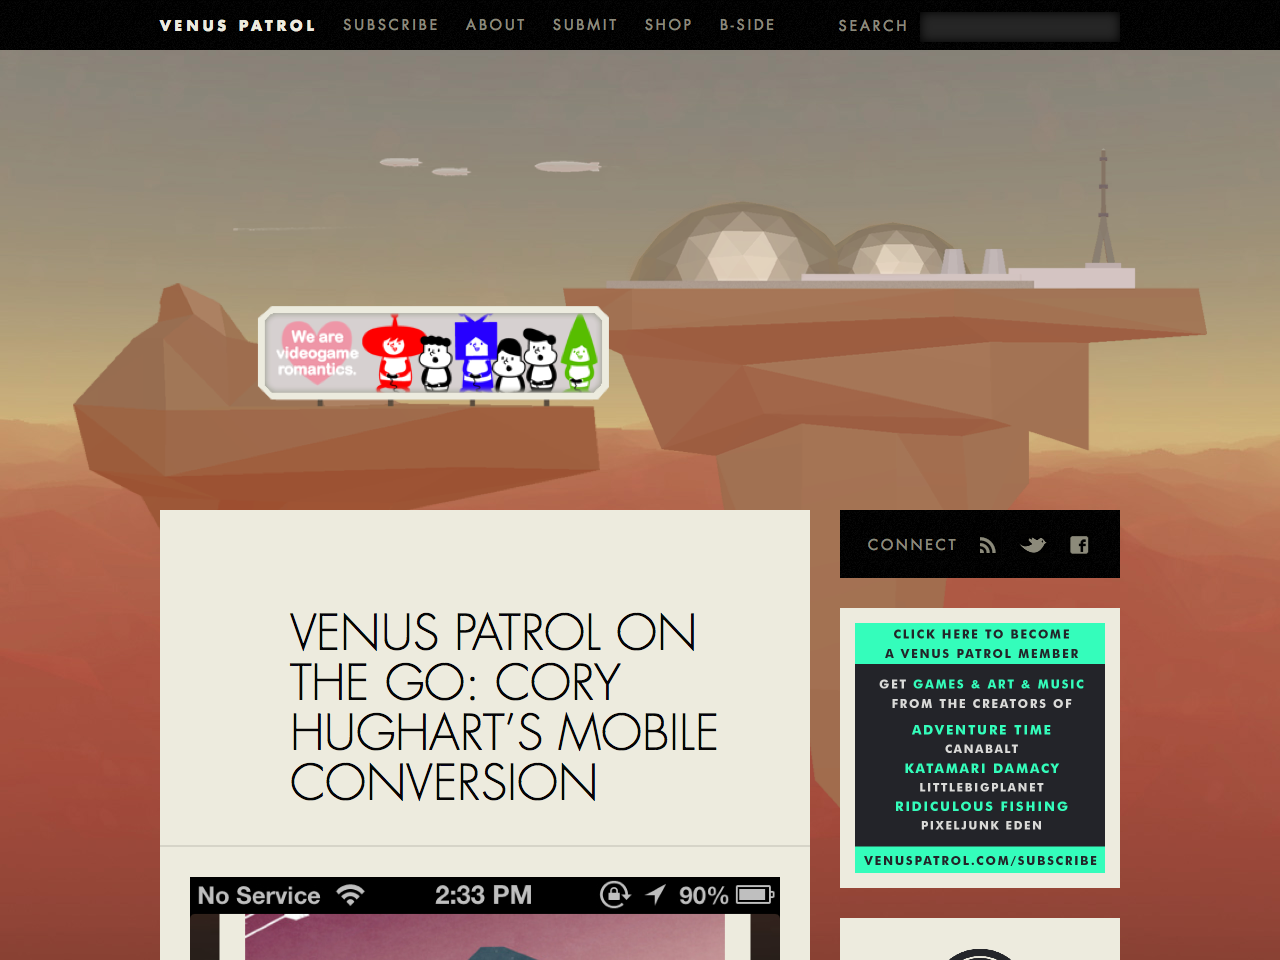 VENUS PATROL SUBSCRIBE ABOUT SUBMIT SHOP B-SIDE SEARCH
We are
videogame
romantics.
VENUS PATROL ON
THE GO: CORY
HUGHART’S MOBILE
CONVERSION
No Service 2:33 PM 90%
CONNECT
CLICK HERE TO BECOME
A VENUS PATROL MEMBER
GET GAMES & ART & MUSIC
FROM THE CREATORS OF
ADVENTURE TIME
CANABALT
KATAMARI DAMACY
LITTLEBIGPLANET
RIDICULOUS FISHING
PIXELJUNK EDEN
VENUSPATROL.COM/SUBSCRIBE